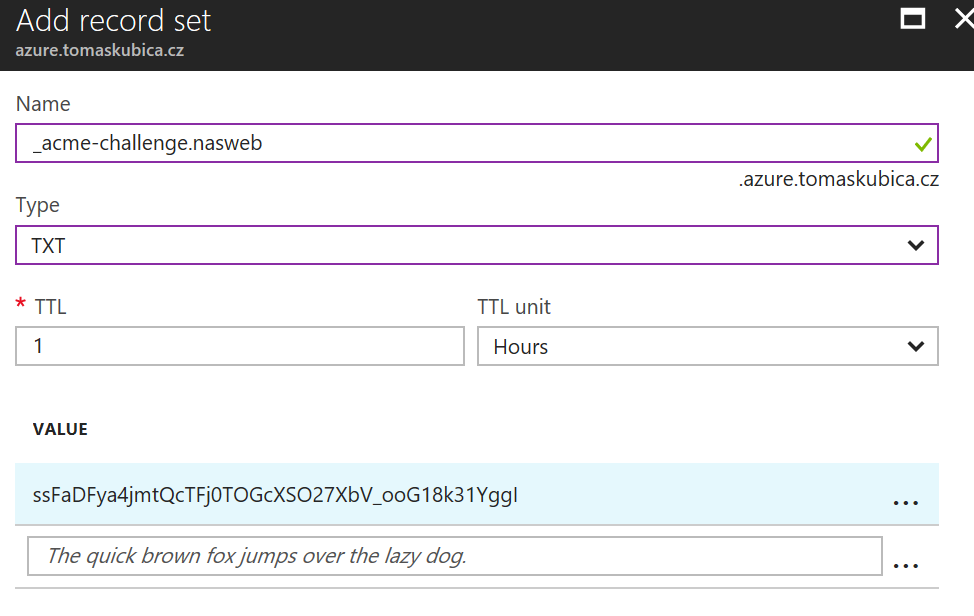 Add record set
azure.tomaskubica.cz
Name
_acme-challenge.nasweb
.azure.tomaskubica.cz
Type
TXT
* TTL
TTL unit
1
Hours
VALUE
ssFaDFya4jmtQcTFj0TOGcXSO27XbV_ooG18k31YggI
...
The quick brown fox jumps over the lazy dog.
...